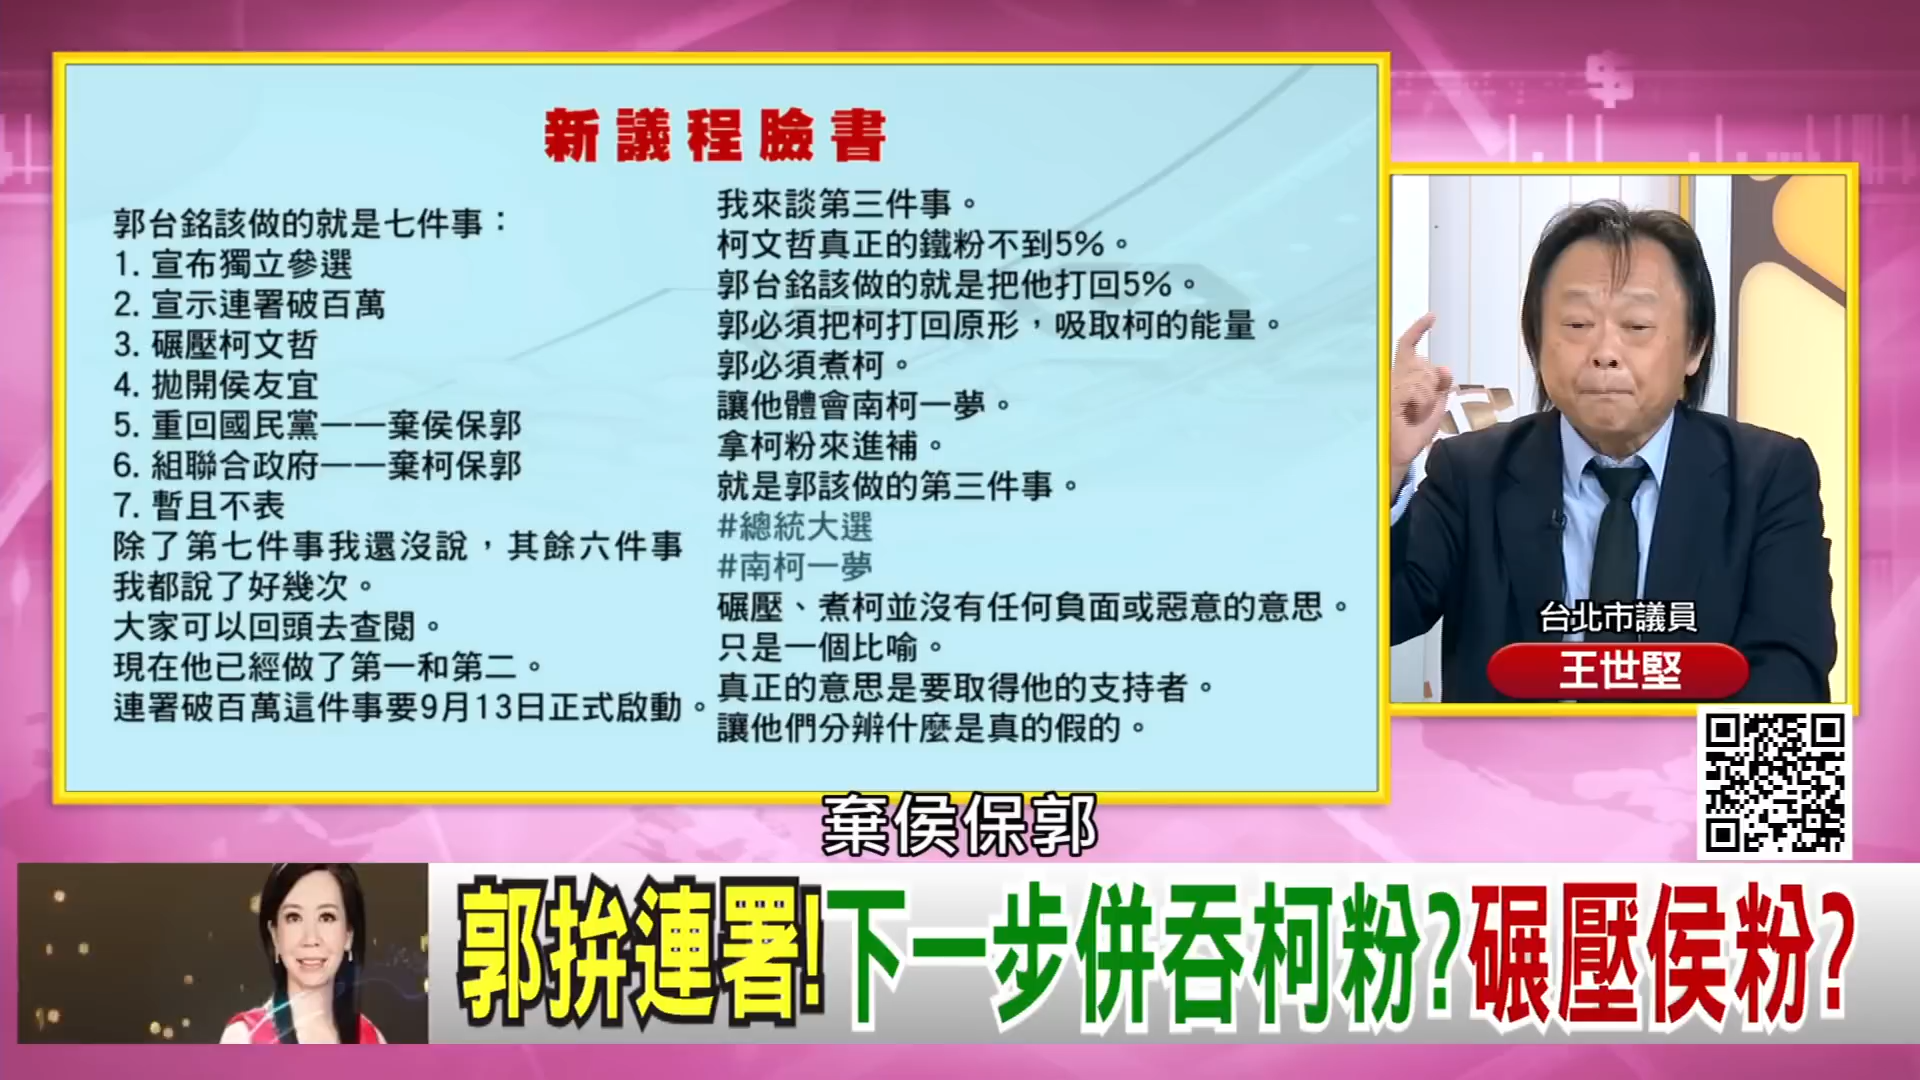 新議程臉書
郭台銘該做的就是七件事：
1. 宣布獨立參選
2. 宣示連署破百萬
3. 碾壓柯文哲
4. 拋開侯友宜
5. 重回國民黨——棄侯保郭
6. 組聯合政府——棄柯保郭
7. 暫且不表
除了第七件事我還沒說，其餘六件事
我都說了好幾次。
大家可以回頭去查閱。
現在他已經做了第一和第二。
連署破百萬這件事要9月13日正式啟動。
我來談第三件事。
柯文哲真正的鐵粉不到5%。
郭台銘該做的就是把他打回5%。
郭必須把柯打回原形，吸取柯的能量。
郭必須煮柯。
讓他體會南柯一夢。
拿柯粉來進補。
就是郭該做的第三件事。
#總統大選
#南柯一夢
碾壓、煮柯並沒有任何負面或惡意的意思。
只是一個比喻。
真正的意思是要取得他的支持者。
讓他們分辨什麼是真的假的。
台北市議員
王世堅
棄侯保郭
郭拚連署!下一步併吞柯粉?碾壓侯粉?